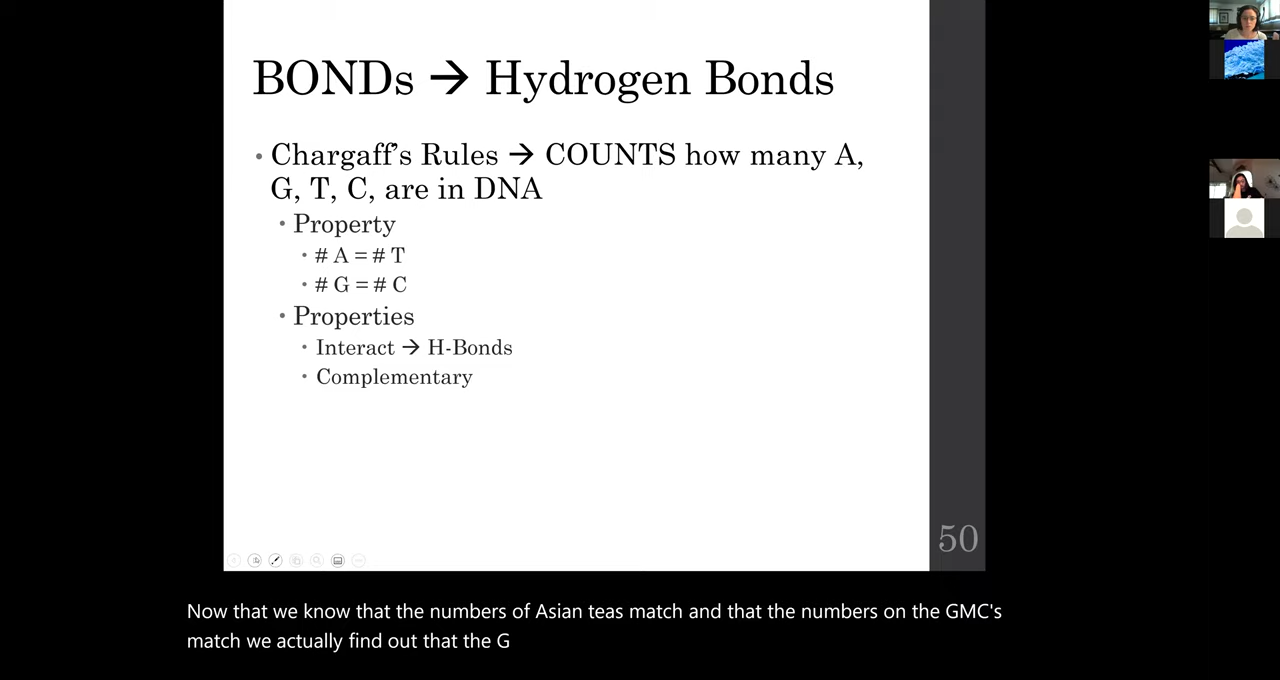 BONDs → Hydrogen Bonds
• Chargaff's Rules → COUNTS how many A,
G, T, C, are in DNA
• Property
• # A = # T
• # G = # C
• Properties
• Interact → H-Bonds
• Complementary
50
Now that we know that the numbers of Asian teas match and that the numbers on the GMC's
match we actually find out that the G